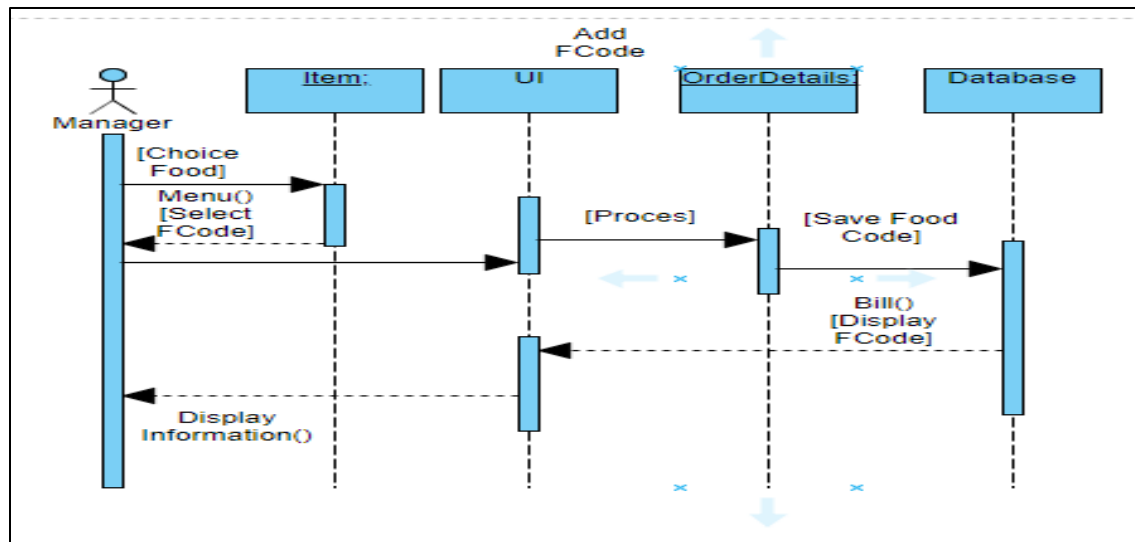 Add
FCode
Item;
UI
OrderDetails;
Database
Manager
[Choice
Food]
Menu()
[Select
FCode]
[Proces]
[Save Food
Code]
Bill()
[Display
FCode]
Display
Information()